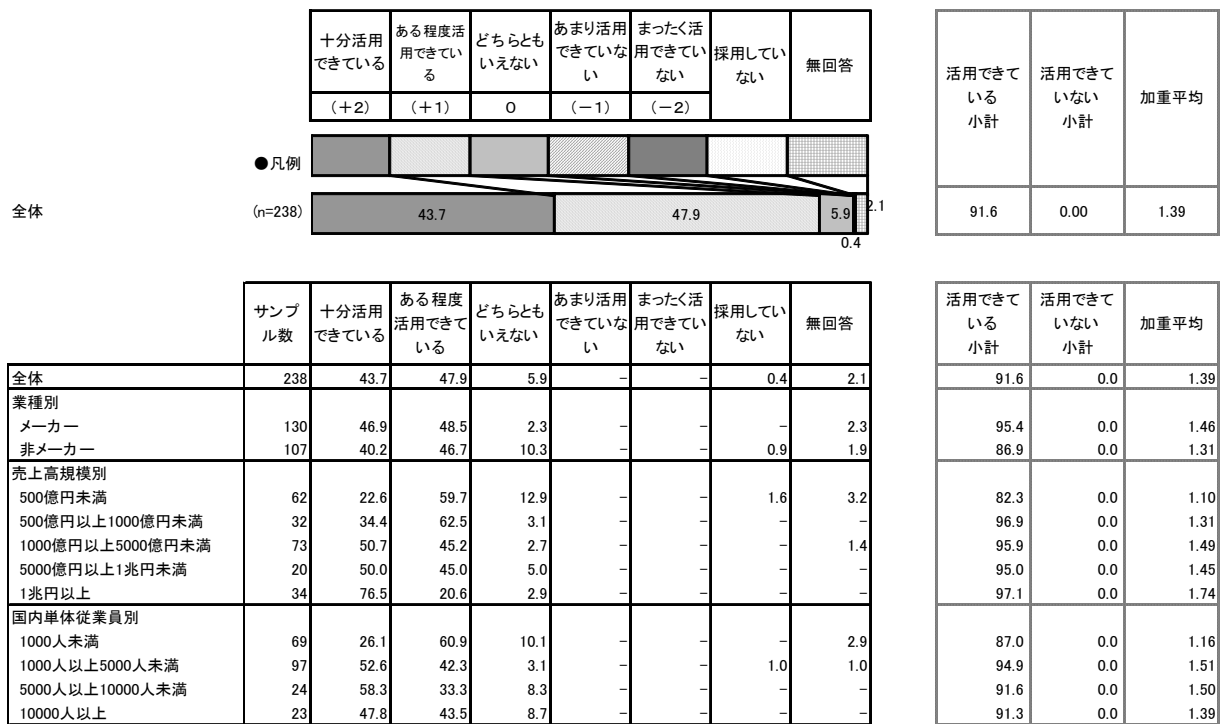 十分活用できている ある程度活用できている どちらともいえない あまり活用できていない まったく活用できていない 採用していない 無回答 活用できている小計 活用できていない小計 加重平均
(+2) (+1) 0 (-1) (-2)
●凡例
全体 (n=238) 43.7 47.9 5.9 2.1 91.6 0.00 1.39
0.4
サンプル数 十分活用できている ある程度活用できている どちらともいえない あまり活用できていない まったく活用できていない 採用していない 無回答 活用できている小計 活用できていない小計 加重平均
全体 238 43.7 47.9 5.9 - - 0.4 2.1 91.6 0.0 1.39
業種別
メーカー 130 46.9 48.5 2.3 - - - 2.3 95.4 0.0 1.46
非メーカー 107 40.2 46.7 10.3 - - 0.9 1.9 86.9 0.0 1.31
売上高規模別
500億円未満 62 22.6 59.7 12.9 - - 1.6 3.2 82.3 0.0 1.10
500億円以上1000億円未満 32 34.4 62.5 3.1 - - - - 96.9 0.0 1.31
1000億円以上5000億円未満 73 50.7 45.2 2.7 - - - 1.4 95.9 0.0 1.49
5000億円以上1兆円未満 20 50.0 45.0 5.0 - - - - 95.0 0.0 1.45
1兆円以上 34 76.5 20.6 2.9 - - - - 97.1 0.0 1.74
国内単体従業員別
1000人未満 69 26.1 60.9 10.1 - - - 2.9 87.0 0.0 1.16
1000人以上5000人未満 97 52.6 42.3 3.1 - - 1.0 1.0 94.9 0.0 1.51
5000人以上10000人未満 24 58.3 33.3 8.3 - - - - 91.6 0.0 1.50
10000人以上 23 47.8 43.5 8.7 - - - - 91.3 0.0 1.39